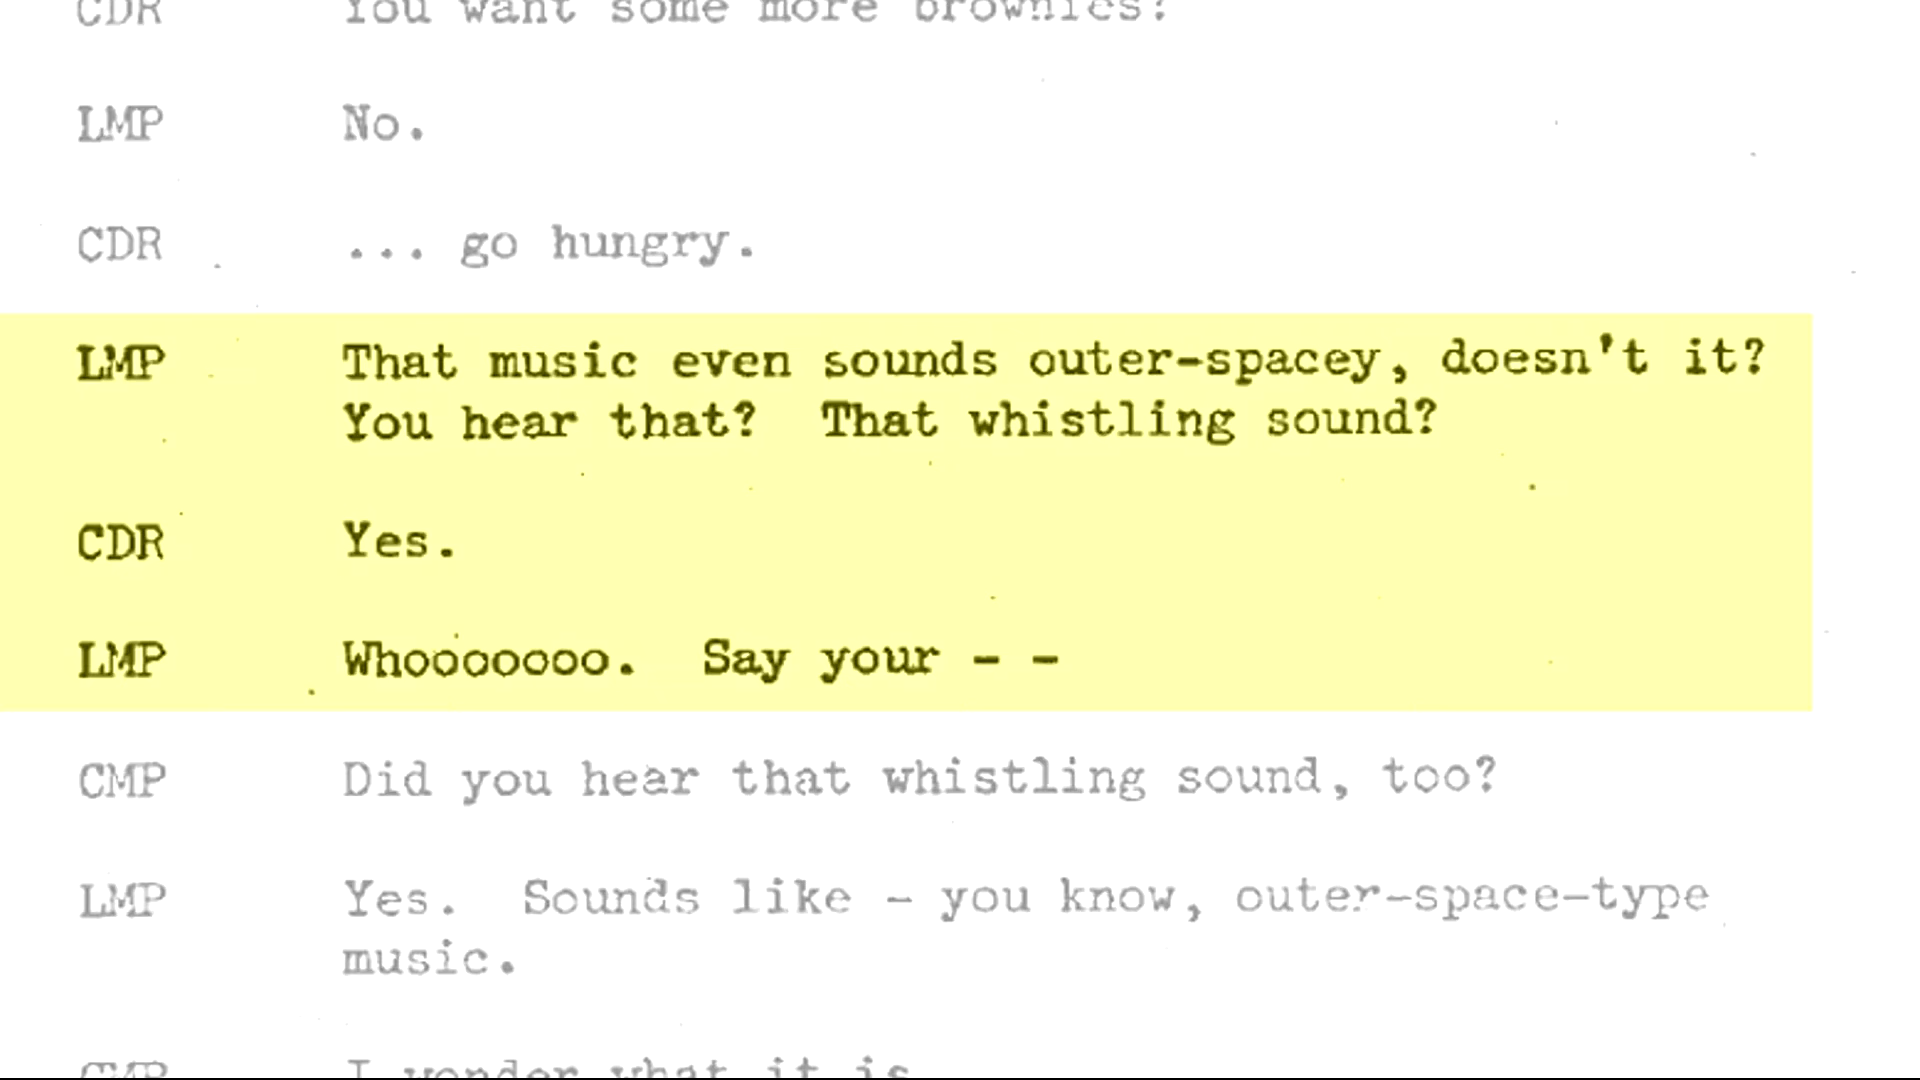 CDR You want some more brownies?
LMP No.
CDR ... go hungry.
LMP That music even sounds outer-spacey, doesn't it?
You hear that? That whistling sound?
CDR Yes.
LMP Whooooooo. Say your - -
CMP Did you hear that whistling sound, too?
LMP Yes. Sounds like - you know, outer-space-type
music.
CMP I wonder what it is